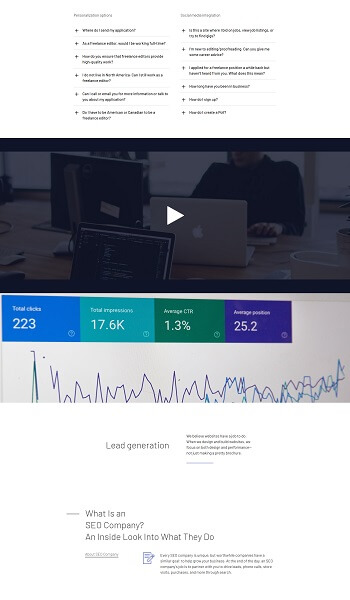 Personalization options
Social media integration
Where do I send my application?
As a freelance editor, would I be working full-time?
How do you ensure that freelance editors provide
high-quality work?
I do not live in North America. Can I still work as a
freelance editor?
Can I call or email you for more information or talk to
you about my application?
Do I have to be American or Canadian to be a
freelance editor?
Is this a site where I to find jobs, view job listings, or
try to find gigs?
I'm new to editing/proofreading. Can you give me
some career advice?
I applied for a freelance position a while back but
haven't heard from you. What does this mean?
How long have you been in business?
How do I sign up?
How do I create a PIM?
Total clicks
223
Total impressions
17.6K
Average CTR
1.3%
Average position
25.2
Lead generation
We believe websites have a job to do.
When we design and build websites, we
focus on both design and performance–
not just making a pretty brochure.
What Is an
SEO Company?
An Inside Look Into What They Do
About SEO Company
Every SEO company is unique, but worthwhile companies have a
similar goal: to help grow your business. At the end of the day, an SEO
company's job is to partner with you to drive leads, phone calls, store
visits, purchases, and more through search.